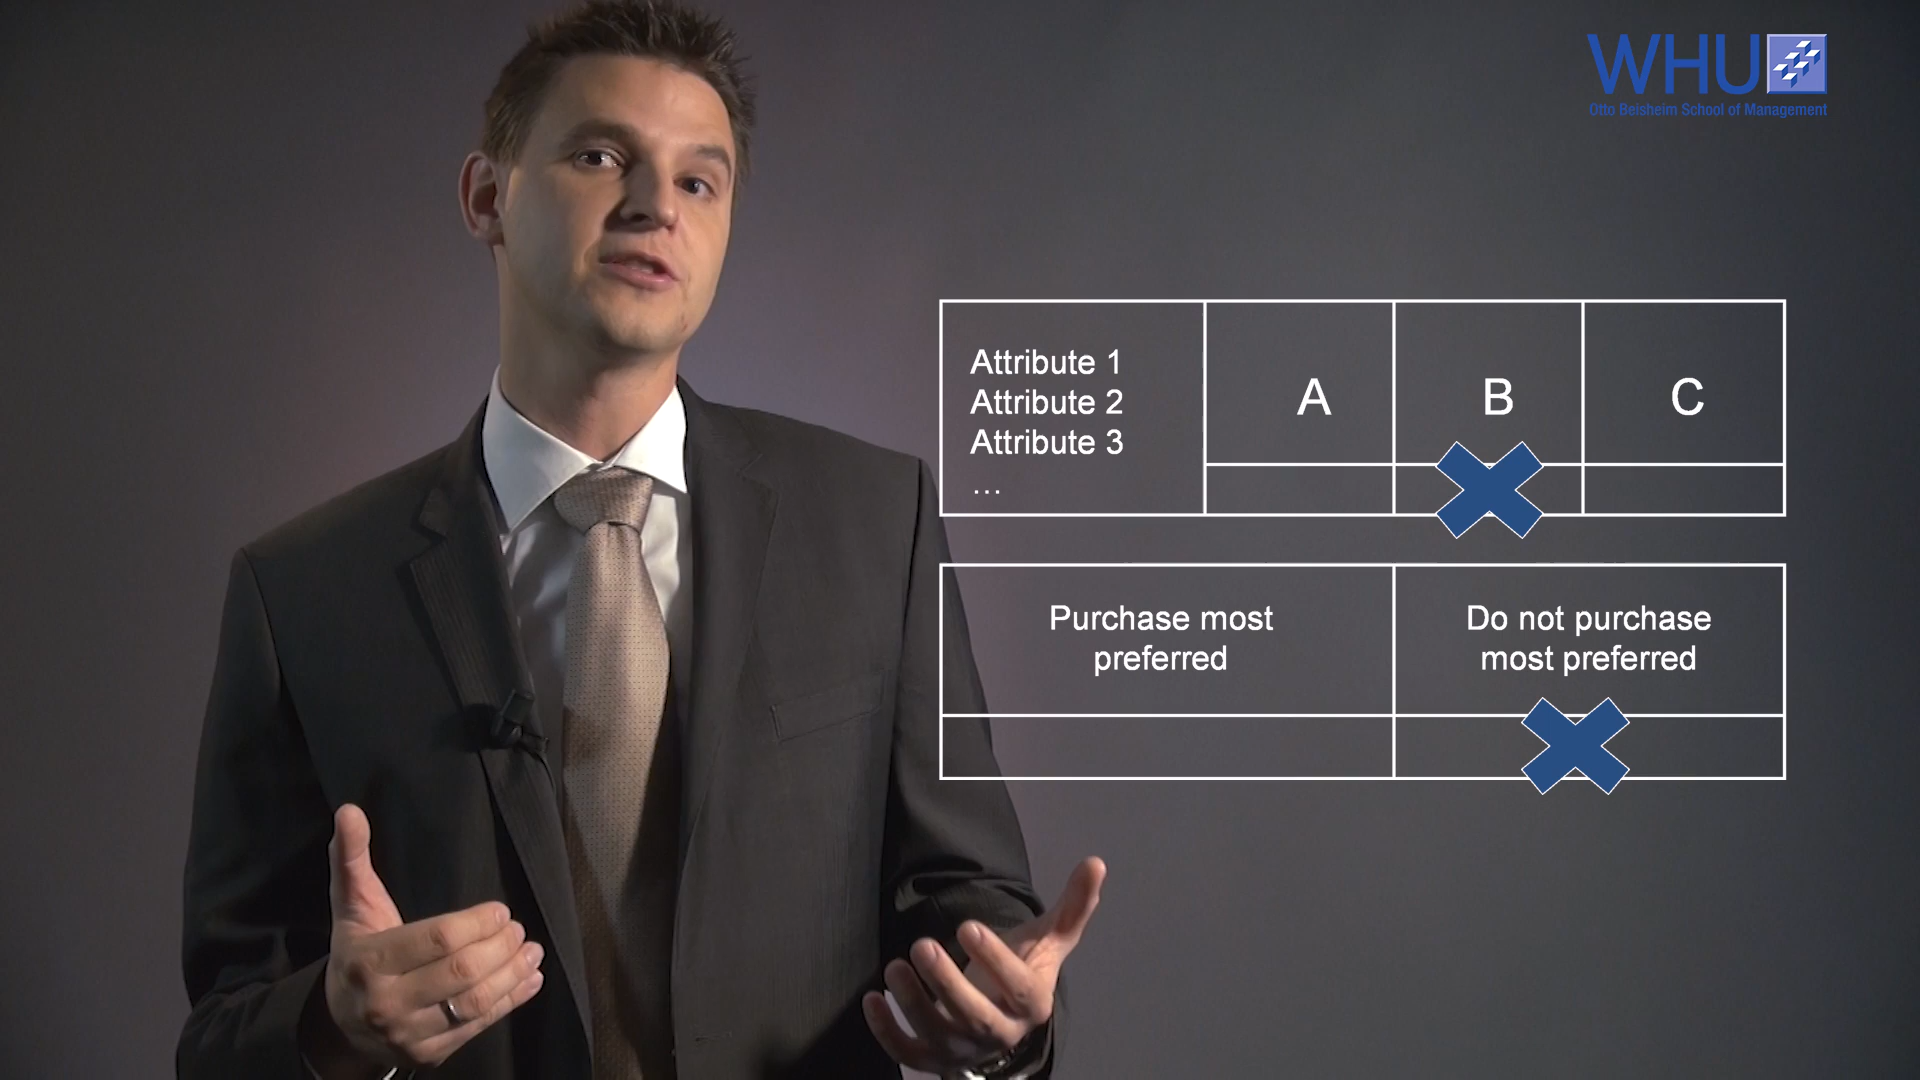 WHU
Otto Beisheim School of Management
Attribute 1
Attribute 2
Attribute 3
...
A
B
C
Purchase most
preferred
Do not purchase
most preferred